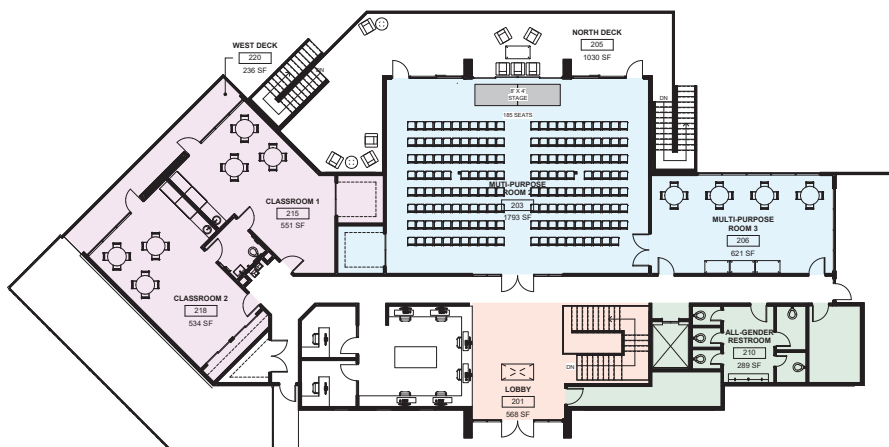 WEST DECK
220
236 SF
NORTH DECK
205
1030 SF
DN
8' X 4'
STAGE
DN
185 SEATS
CLASSROOM 1
215
551 SF
MUTI-PURPOSE
ROOM 2
203
1793 SF
MULTI-PURPOSE
ROOM 3
206
621 SF
CLASSROOM 2
218
534 SF
ALL-GENDER
RESTROOM
210
289 SF
DN
LOBBY
201
568 SF